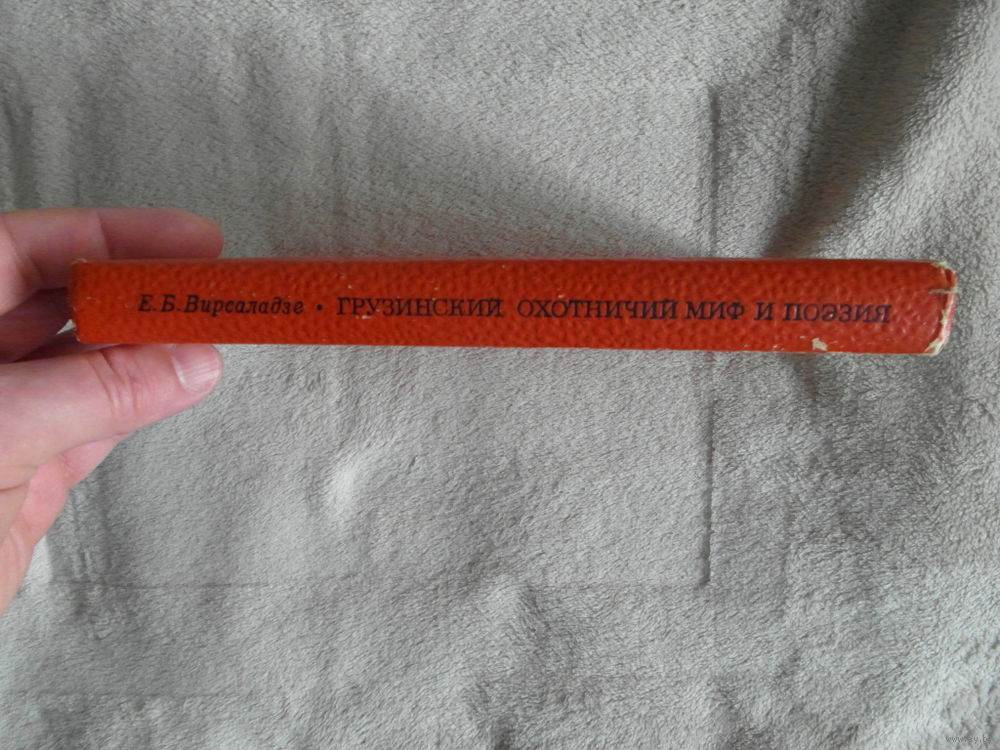 Е. Б. Вирсаладзе • ГРУЗИНСКИЙ ОХОТНИЧИЙ МИФ И ПОЭЗИЯ